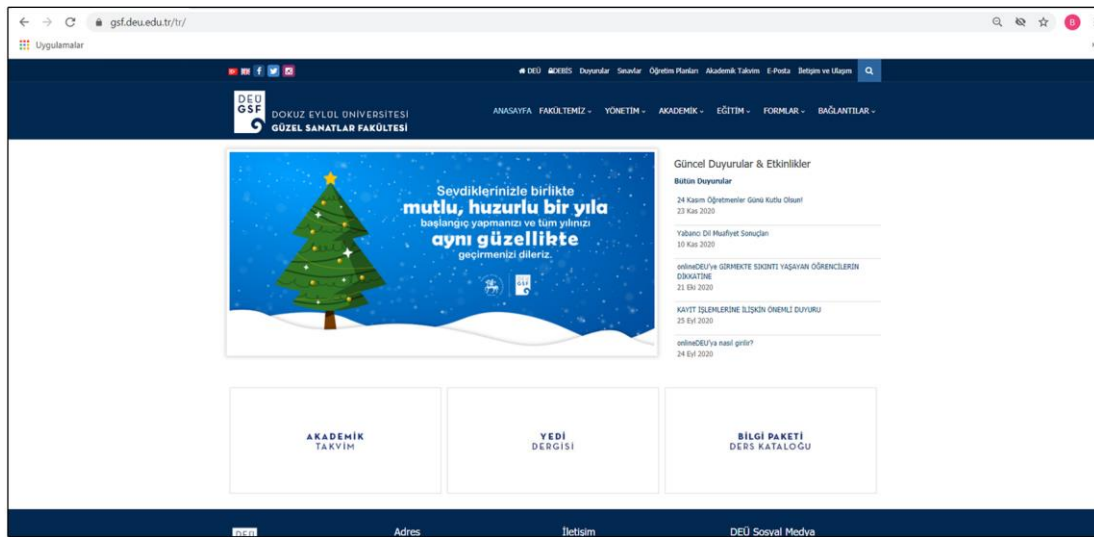 gsf.deu.edu.tr/tr/
B
Uygulamalar
DEÜ DEBİS Duyurular Sınavlar Öğretim Planları Akademik Takvim E-Posta İletişim ve Ulaşım
DEÜ
GSF
DOKUZ EYLÜL ÜNİVERSİTESİ
GÜZEL SANATLAR FAKÜLTESİ
ANASAYFA FAKÜLTEMİZ YÖNETİM AKADEMİK EĞİTİM FORMLAR BAĞLANTILAR
Sevdiklerinizle birlikte
mutlu, huzurlu bir yıla
başlangıç yapmanızı ve tüm yılınızı
aynı güzellikte
geçirmenizi dileriz.
GSF
Güncel Duyurular & Etkinlikler
Bütün Duyurular
24 Kasım Öğretmenler Günü Kutlu Olsun!
23 Kas 2020
Yabancı Dil Muafiyet Sonuçları
10 Kas 2020
onlineDEU'ye GİRMEKTE SIKINTI YAŞAYAN ÖĞRENCİLERİN
DİKKATİNE
21 Eki 2020
KAYIT İŞLEMLERİNE İLİŞKİN ÖNEMLİ DUYURU
25 Eyl 2020
onlineDEU'ya nasıl girilir?
24 Eyl 2020
AKADEMİK
TAKVİM
YEDİ
DERGİSİ
BİLGİ PAKETİ
DERS KATALOĞU
DEÜ
Adres
İletişim
DEÜ Sosyal Medya